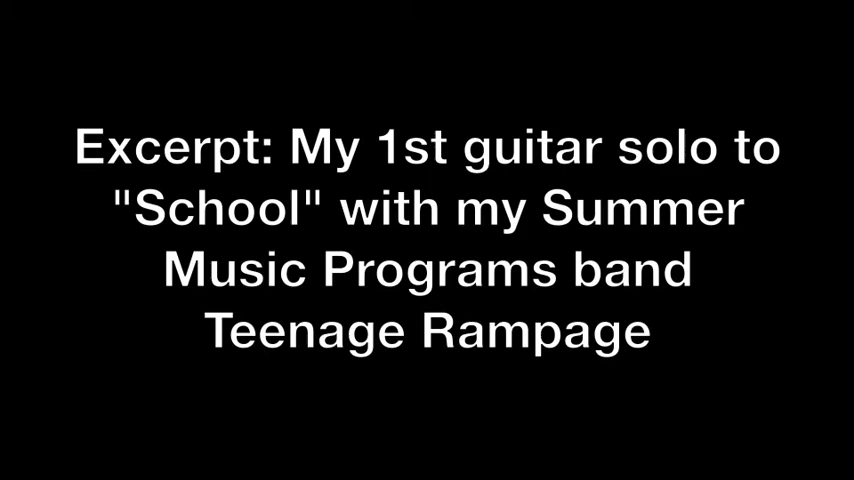 Excerpt: My 1st guitar solo to
"School" with my Summer
Music Programs band
Teenage Rampage